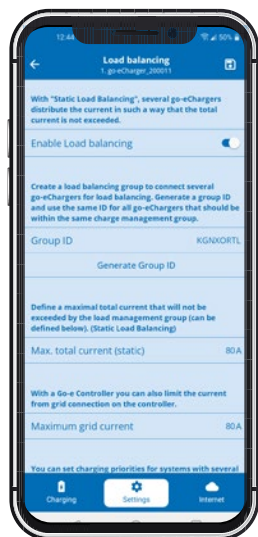 12:44 50%
Load balancing
1. go-eCharger_200011
With "Static Load Balancing", several go-eChargers
distribute the current in such a way that the total
current is not exceeded.
Enable Load balancing
Create a load balancing group to connect several
go-eChargers for load balancing. Generate a group ID
and use the same ID for all go-eChargers that should be
within the same charge management group.
Group ID KGNXORTL
Generate Group ID
Define a maximal total current that will not be
exceeded by the load management group (can be
defined below). (Static Load Balancing)
Max. total current (static) 80 A
With a Go-e Controller you can also limit the current
from grid connection on the controller.
Maximum grid current 80 A
You can set charging priorities for systems with several
Charging Settings Internet